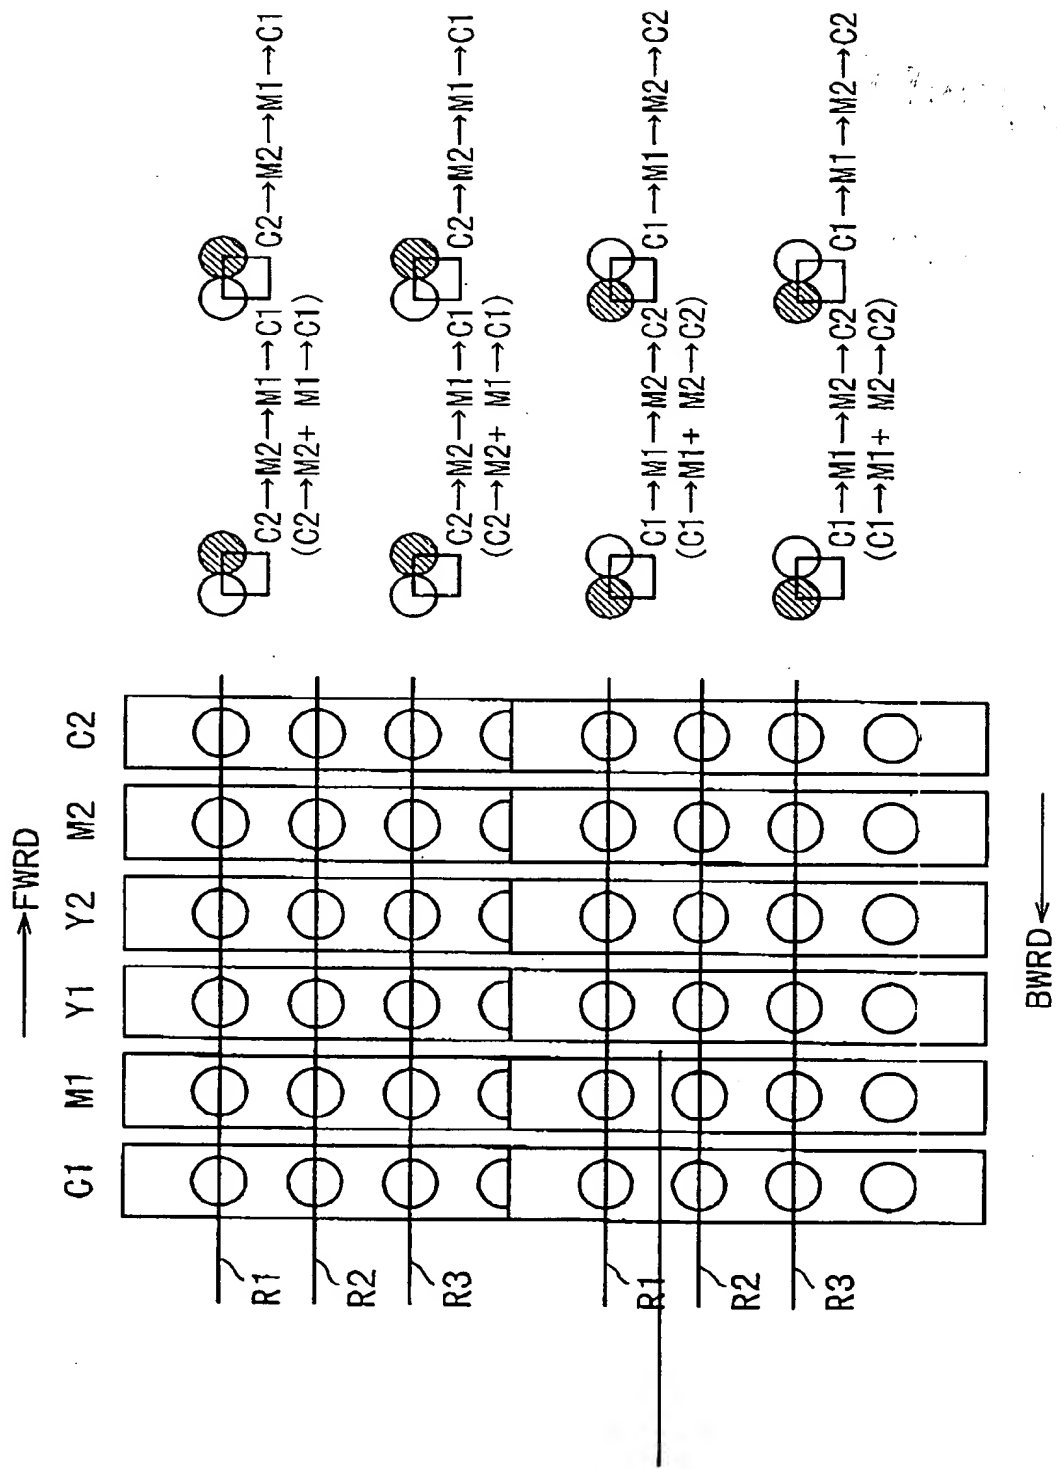 →FWRD
C1 M1 Y1 Y2 M2 C2
R1
R2
R3
R1
R2
R3
C2→M2→M1→C1
(C2→M2+ M1→C1)
C2→M2→M1→C1
C2→M2→M1→C1
(C2→M2+ M1→C1)
C2→M2→M1→C1
C1→M1→M2→C2
(C1→M1+ M2→C2)
C1→M1→M2→C2
C1→M1→M2→C2
(C1→M1+ M2→C2)
C1→M1→M2→C2
BWRD←